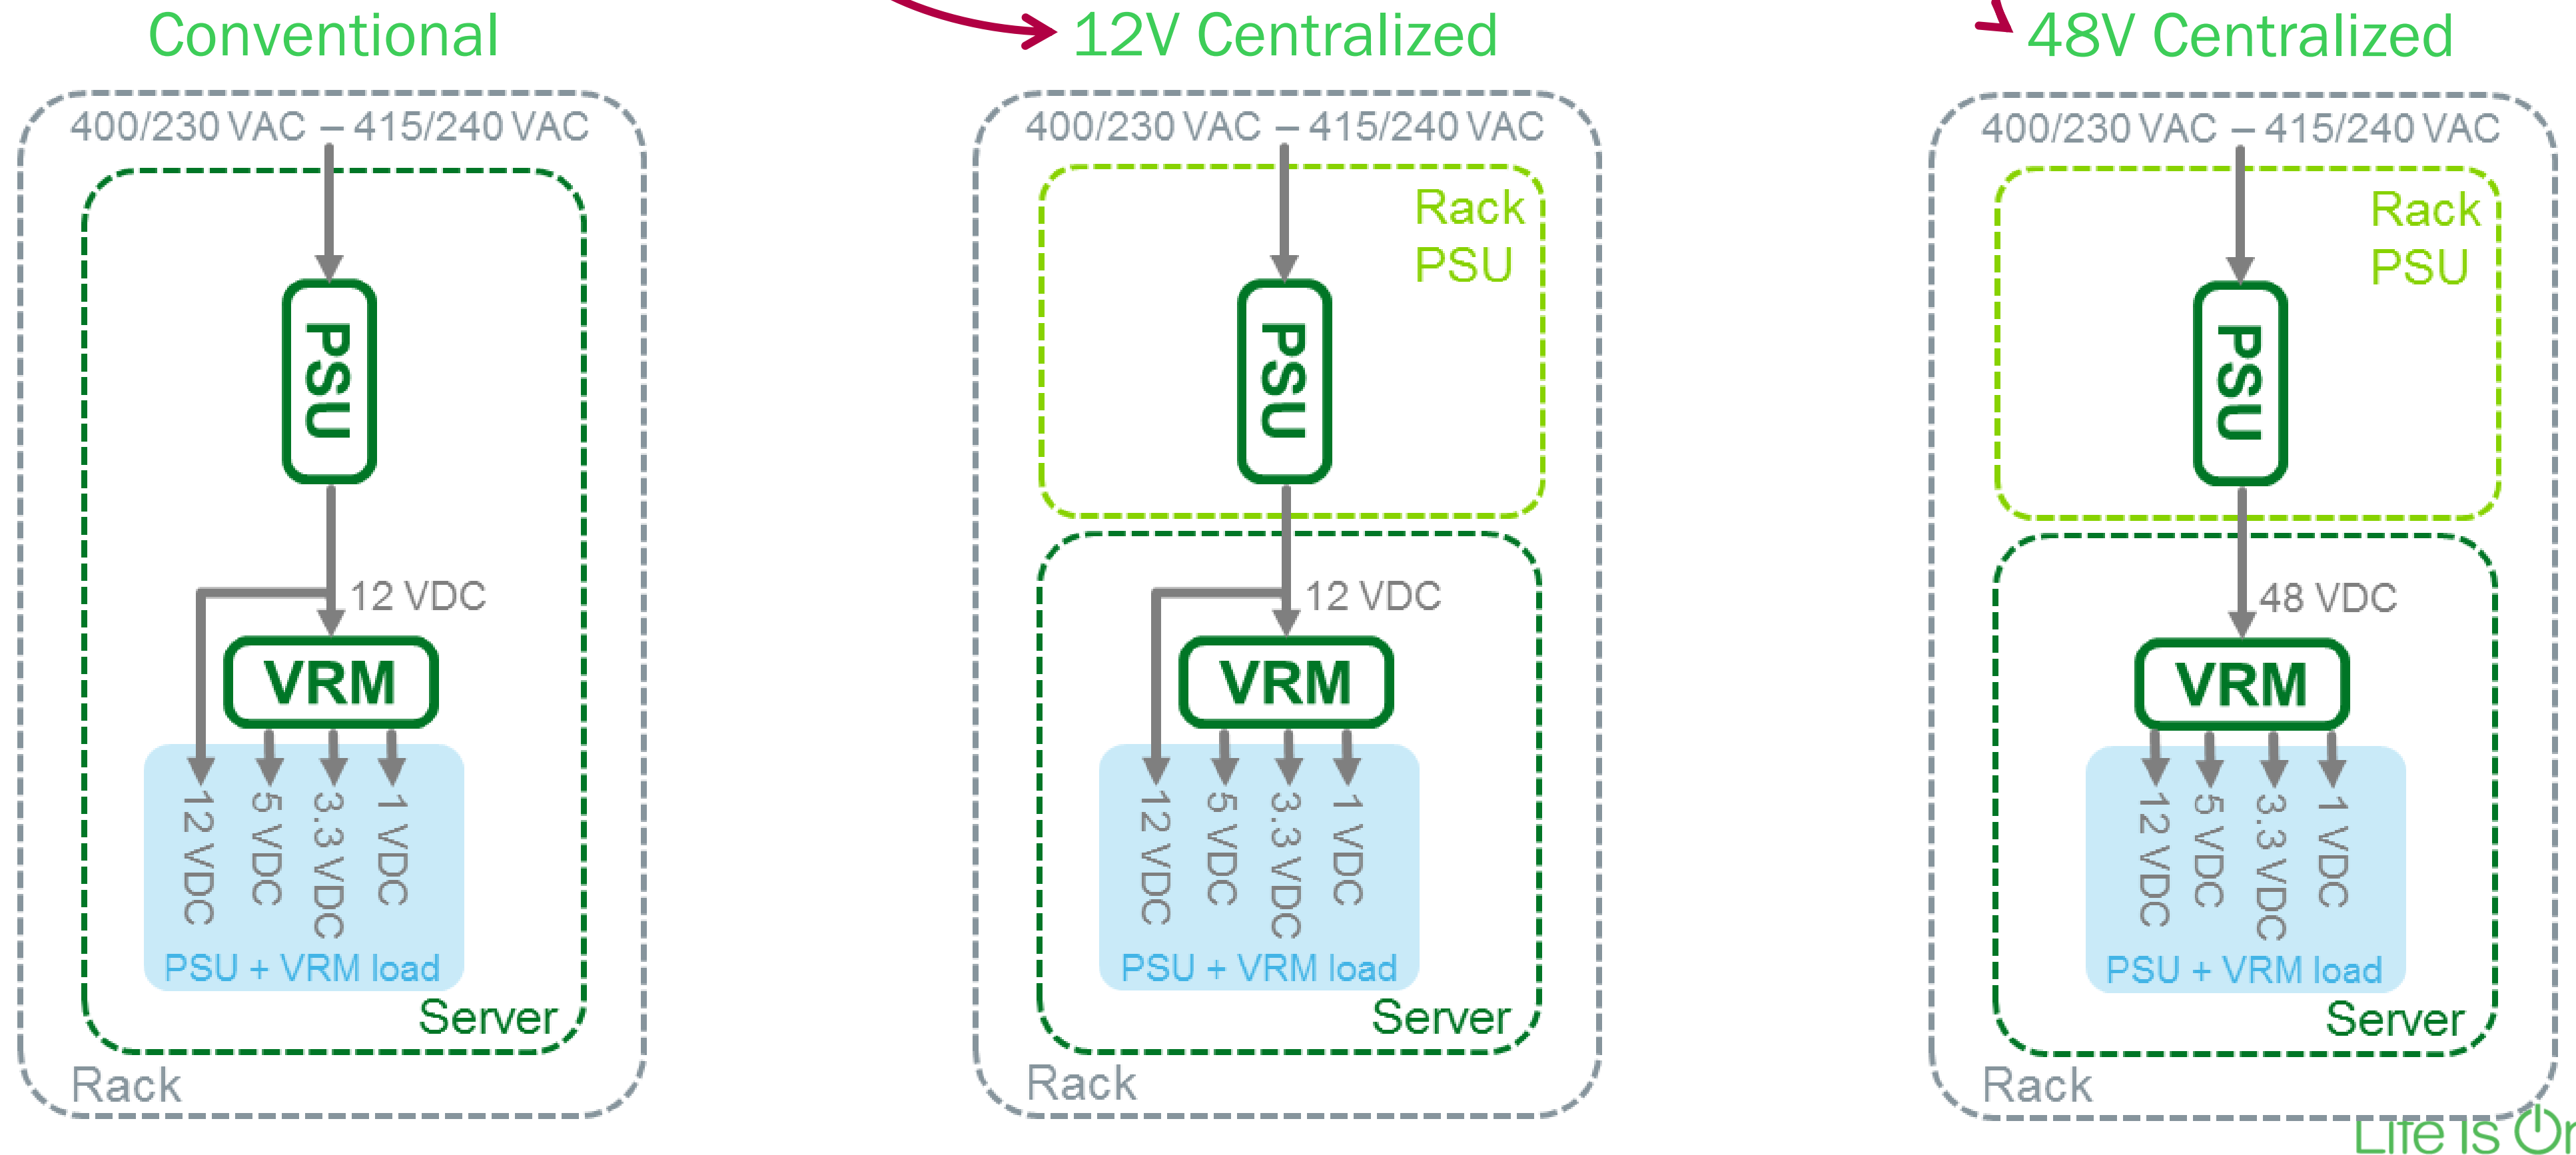 Conventional
400/230 VAC – 415/240 VAC
PSU
12 VDC
VRM
12 VDC
5 VDC
3.3 VDC
1 VDC
PSU + VRM load
Server
Rack
12V Centralized
400/230 VAC – 415/240 VAC
Rack
PSU
PSU
12 VDC
VRM
12 VDC
5 VDC
3.3 VDC
1 VDC
PSU + VRM load
Server
Rack
48V Centralized
400/230 VAC – 415/240 VAC
Rack
PSU
PSU
48 VDC
VRM
12 VDC
5 VDC
3.3 VDC
1 VDC
PSU + VRM load
Server
Rack
Life Is On